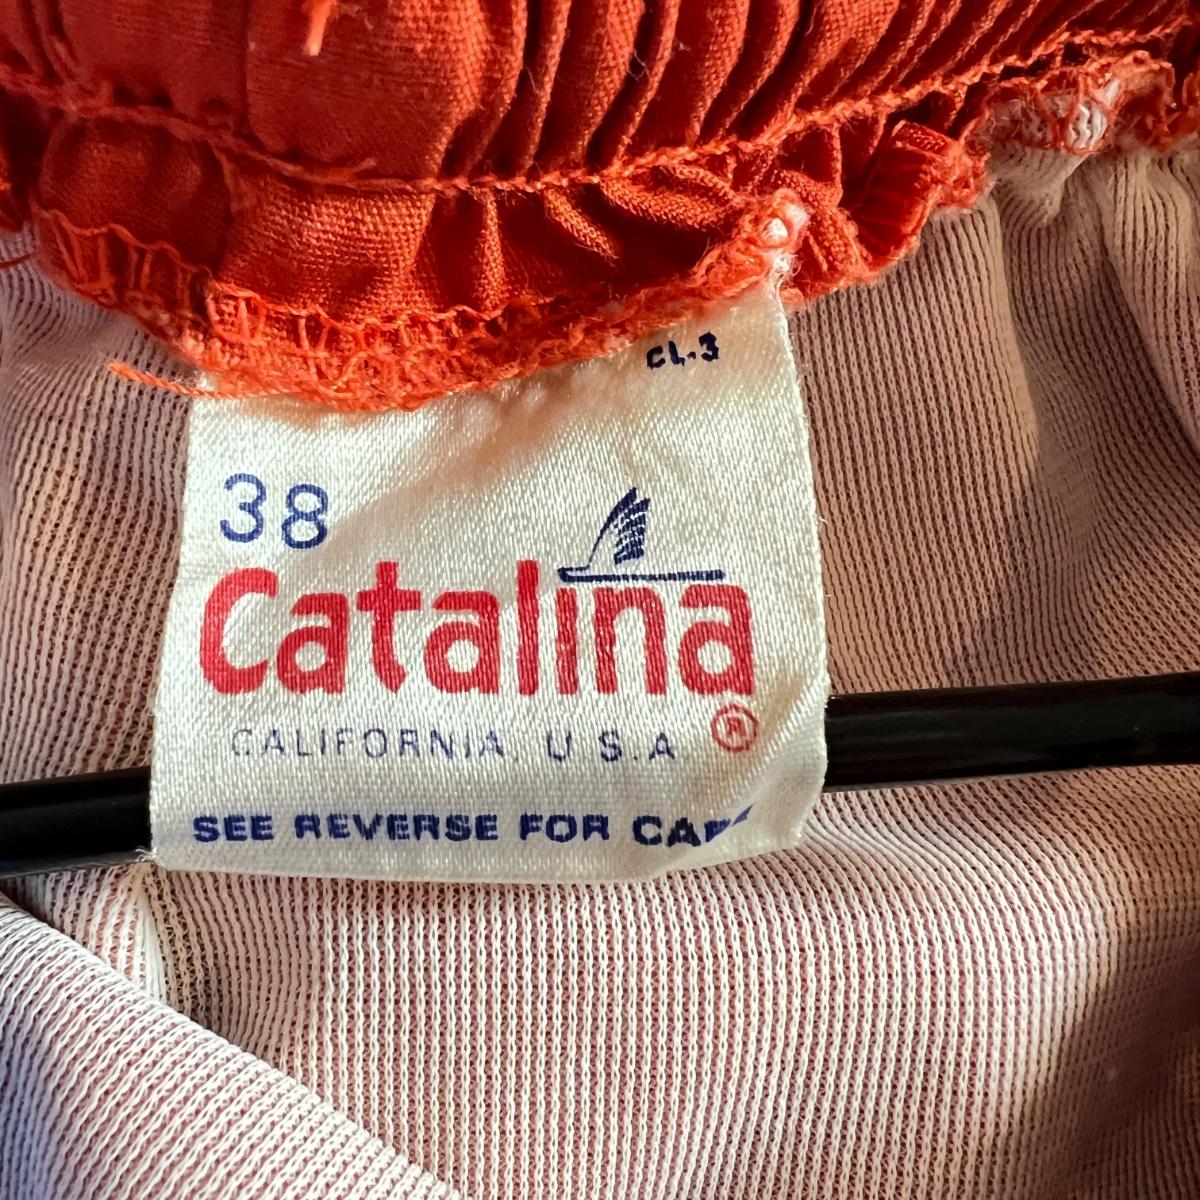 CL-3
38
Catalina
®
CALIFORNIA, U.S.A
SEE REVERSE FOR